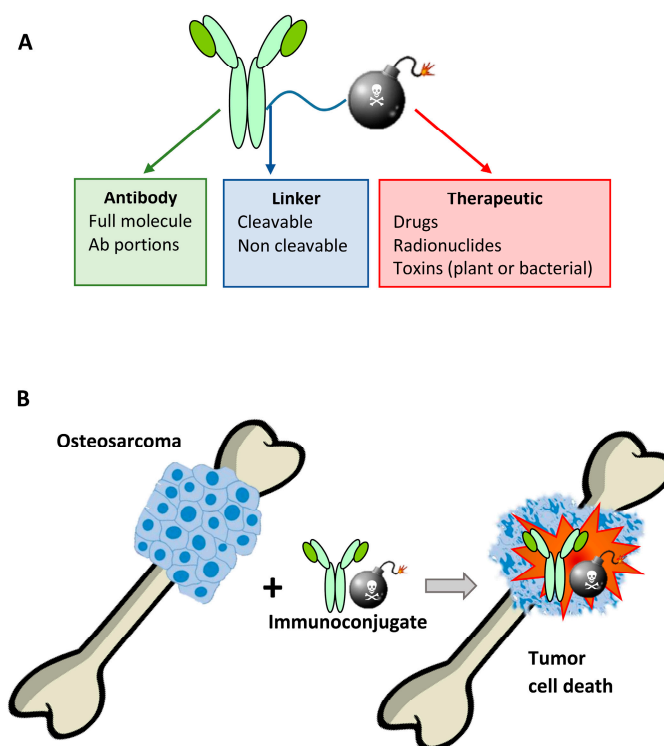 A
Antibody
Full molecule
Ab portions
Linker
Cleavable
Non cleavable
Therapeutic
Drugs
Radionuclides
Toxins (plant or bacterial)
B
Osteosarcoma
+
Immunoconjugate
Tumor
cell death